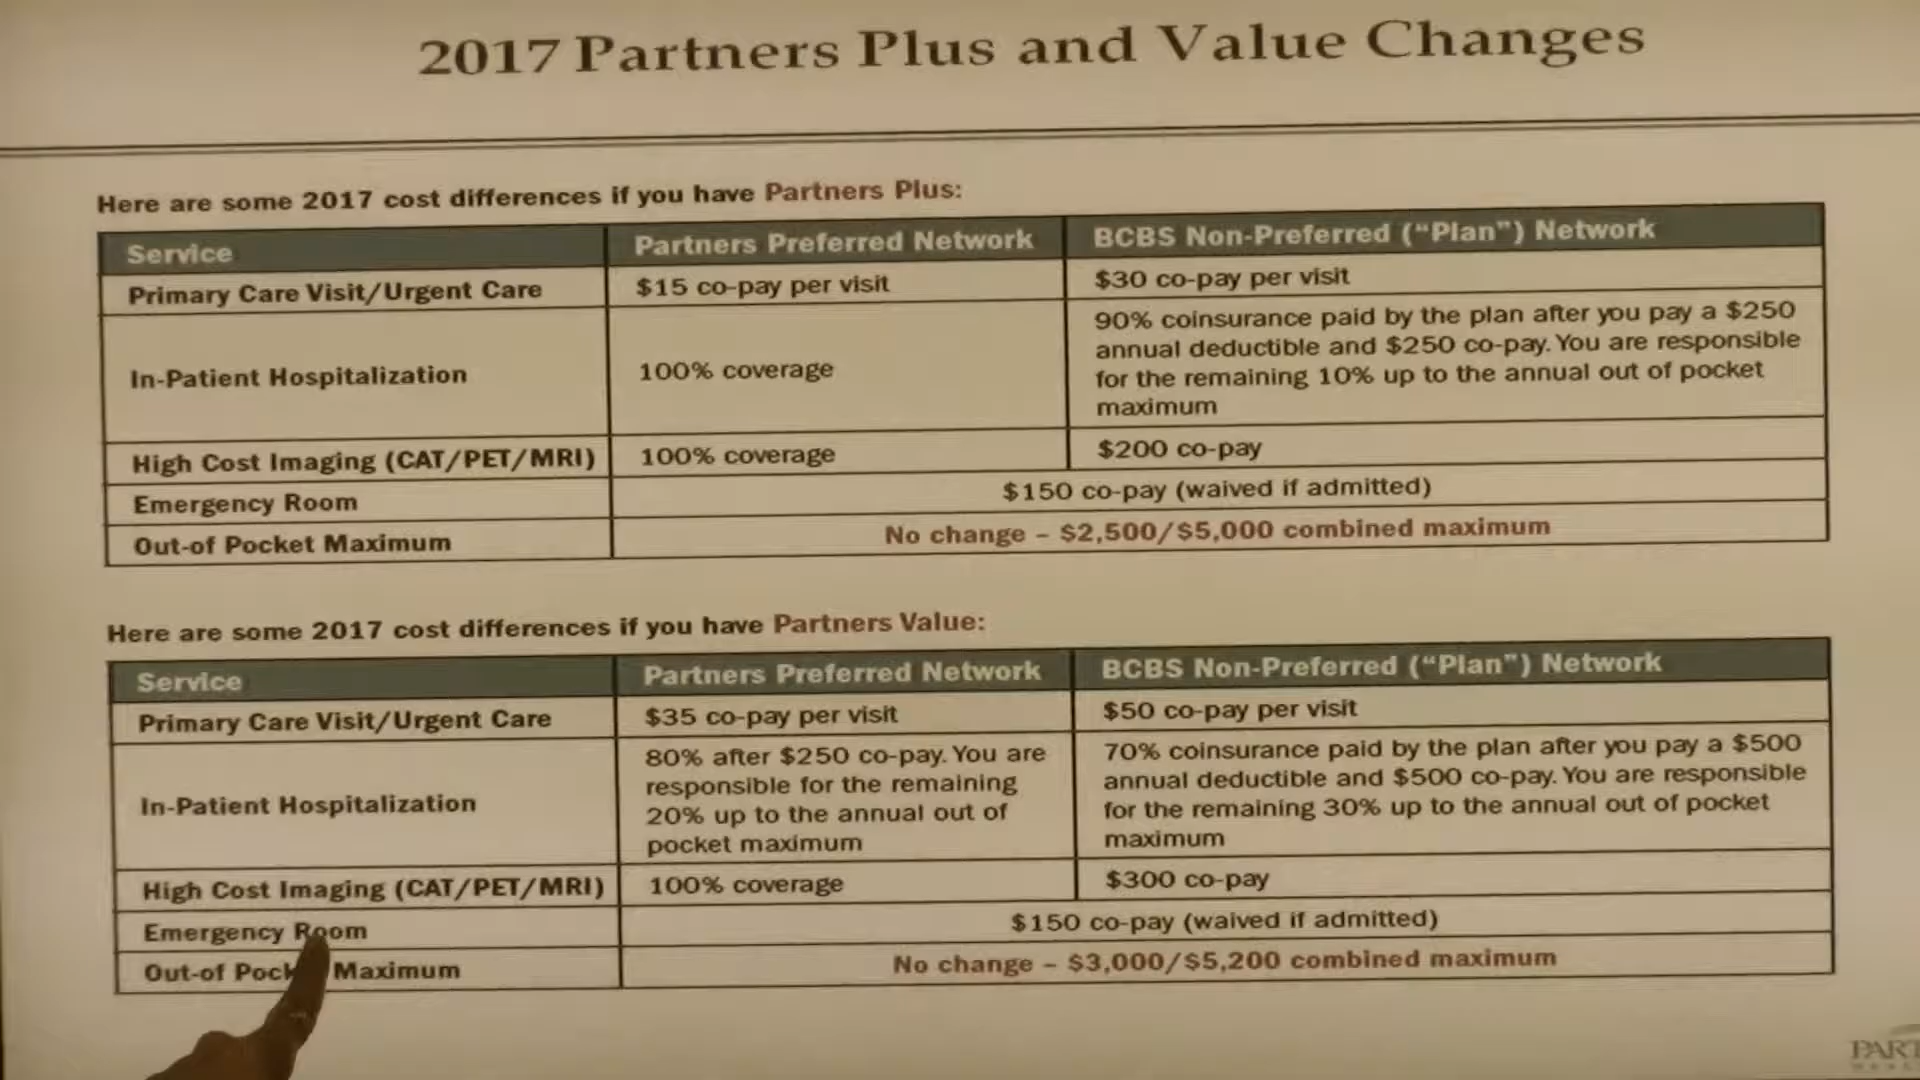 2017 Partners Plus and Value Changes
Here are some 2017 cost differences if you have Partners Plus:
Service Partners Preferred Network BCBS Non-Preferred (“Plan”) Network
Primary Care Visit/Urgent Care $15 co-pay per visit $30 co-pay per visit
In-Patient Hospitalization 100% coverage 90% coinsurance paid by the plan after you pay a $250
annual deductible and $250 co-pay. You are responsible
for the remaining 10% up to the annual out of pocket
maximum
High Cost Imaging (CAT/PET/MRI) 100% coverage $200 co-pay
Emergency Room $150 co-pay (waived if admitted)
Out-of Pocket Maximum No change – $2,500/$5,000 combined maximum
Here are some 2017 cost differences if you have Partners Value:
Service Partners Preferred Network BCBS Non-Preferred (“Plan”) Network
Primary Care Visit/Urgent Care $35 co-pay per visit $50 co-pay per visit
In-Patient Hospitalization
80% after $250 co-pay. You are
responsible for the remaining
20% up to the annual out of
pocket maximum
70% coinsurance paid by the plan after you pay a $500
annual deductible and $500 co-pay. You are responsible
for the remaining 30% up to the annual out of pocket
maximum
High Cost Imaging (CAT/PET/MRI) 100% coverage $300 co-pay
Emergency Room $150 co-pay (waived if admitted)
Out-of Pocket Maximum No change – $3,000/$5,200 combined maximum